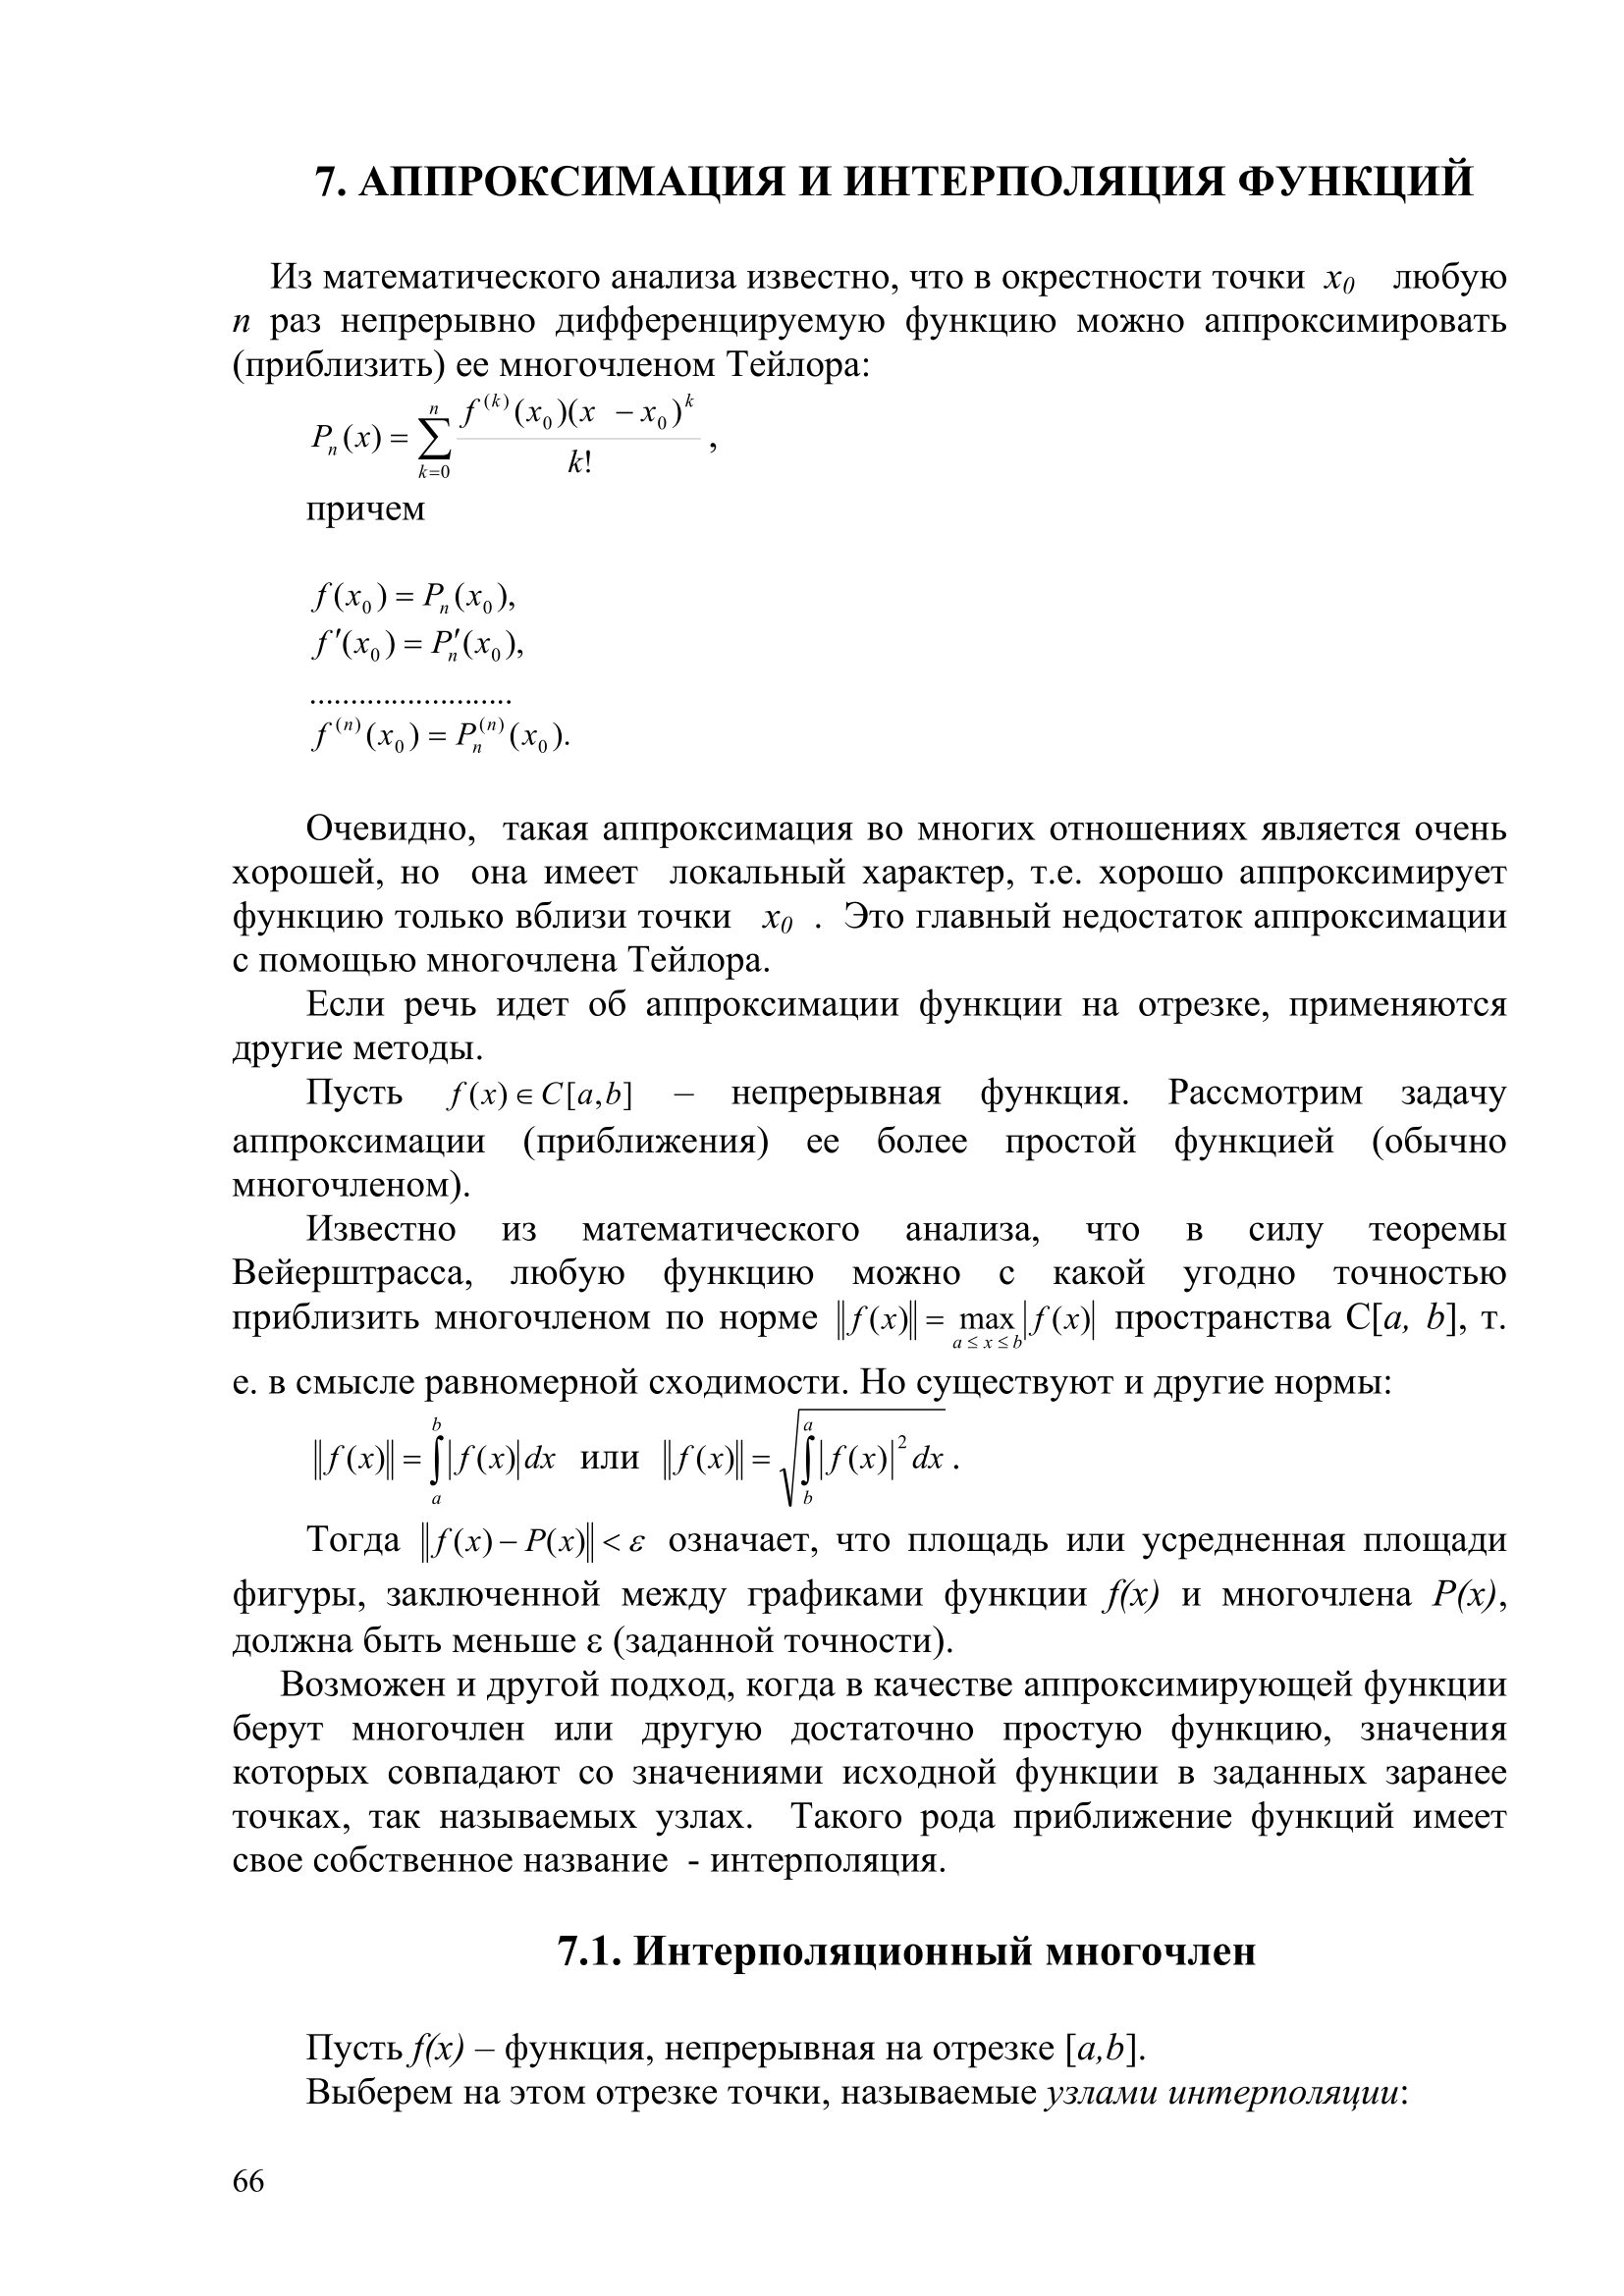 7. АППРОКСИМАЦИЯ И ИНТЕРПОЛЯЦИЯ ФУНКЦИЙ
Из математического анализа известно, что в окрестности точки x₀ любую
n раз непрерывно дифференцируемую функцию можно аппроксимировать
(приблизить) ее многочленом Тейлора:
$P_n(x) = \sum_{k=0}^{n} \frac{f^{(k)}(x_0)(x - x_0)^k}{k!}$ ,
причем
$f(x_0) = P_n(x_0),$
$f'(x_0) = P'_n(x_0),$
.........................
$f^{(n)}(x_0) = P_n^{(n)}(x_0).$
Очевидно, такая аппроксимация во многих отношениях является очень
хорошей, но она имеет локальный характер, т.е. хорошо аппроксимирует
функцию только вблизи точки x₀ . Это главный недостаток аппроксимации
с помощью многочлена Тейлора.
Если речь идет об аппроксимации функции на отрезке, применяются
другие методы.
Пусть $f(x) \in C[a,b]$ – непрерывная функция. Рассмотрим задачу
аппроксимации (приближения) ее более простой функцией (обычно
многочленом).
Известно из математического анализа, что в силу теоремы
Вейерштрасса, любую функцию можно с какой угодно точностью
приблизить многочленом по норме $\|f(x)\| = \max_{a \le x \le b} |f(x)|$ пространства C[a, b], т.
е. в смысле равномерной сходимости. Но существуют и другие нормы:
$\|f(x)\| = \int_a^b |f(x)| dx$ или $\|f(x)\| = \sqrt{\int_b^a |f(x)|^2 dx}$ .
Тогда $\|f(x) - P(x)\| < \varepsilon$ означает, что площадь или усредненная площади
фигуры, заключенной между графиками функции f(x) и многочлена P(x),
должна быть меньше ε (заданной точности).
Возможен и другой подход, когда в качестве аппроксимирующей функции
берут многочлен или другую достаточно простую функцию, значения
которых совпадают со значениями исходной функции в заданных заранее
точках, так называемых узлах. Такого рода приближение функций имеет
свое собственное название - интерполяция.
7.1. Интерполяционный многочлен
Пусть f(x) – функция, непрерывная на отрезке [a,b].
Выберем на этом отрезке точки, называемые узлами интерполяции:
66